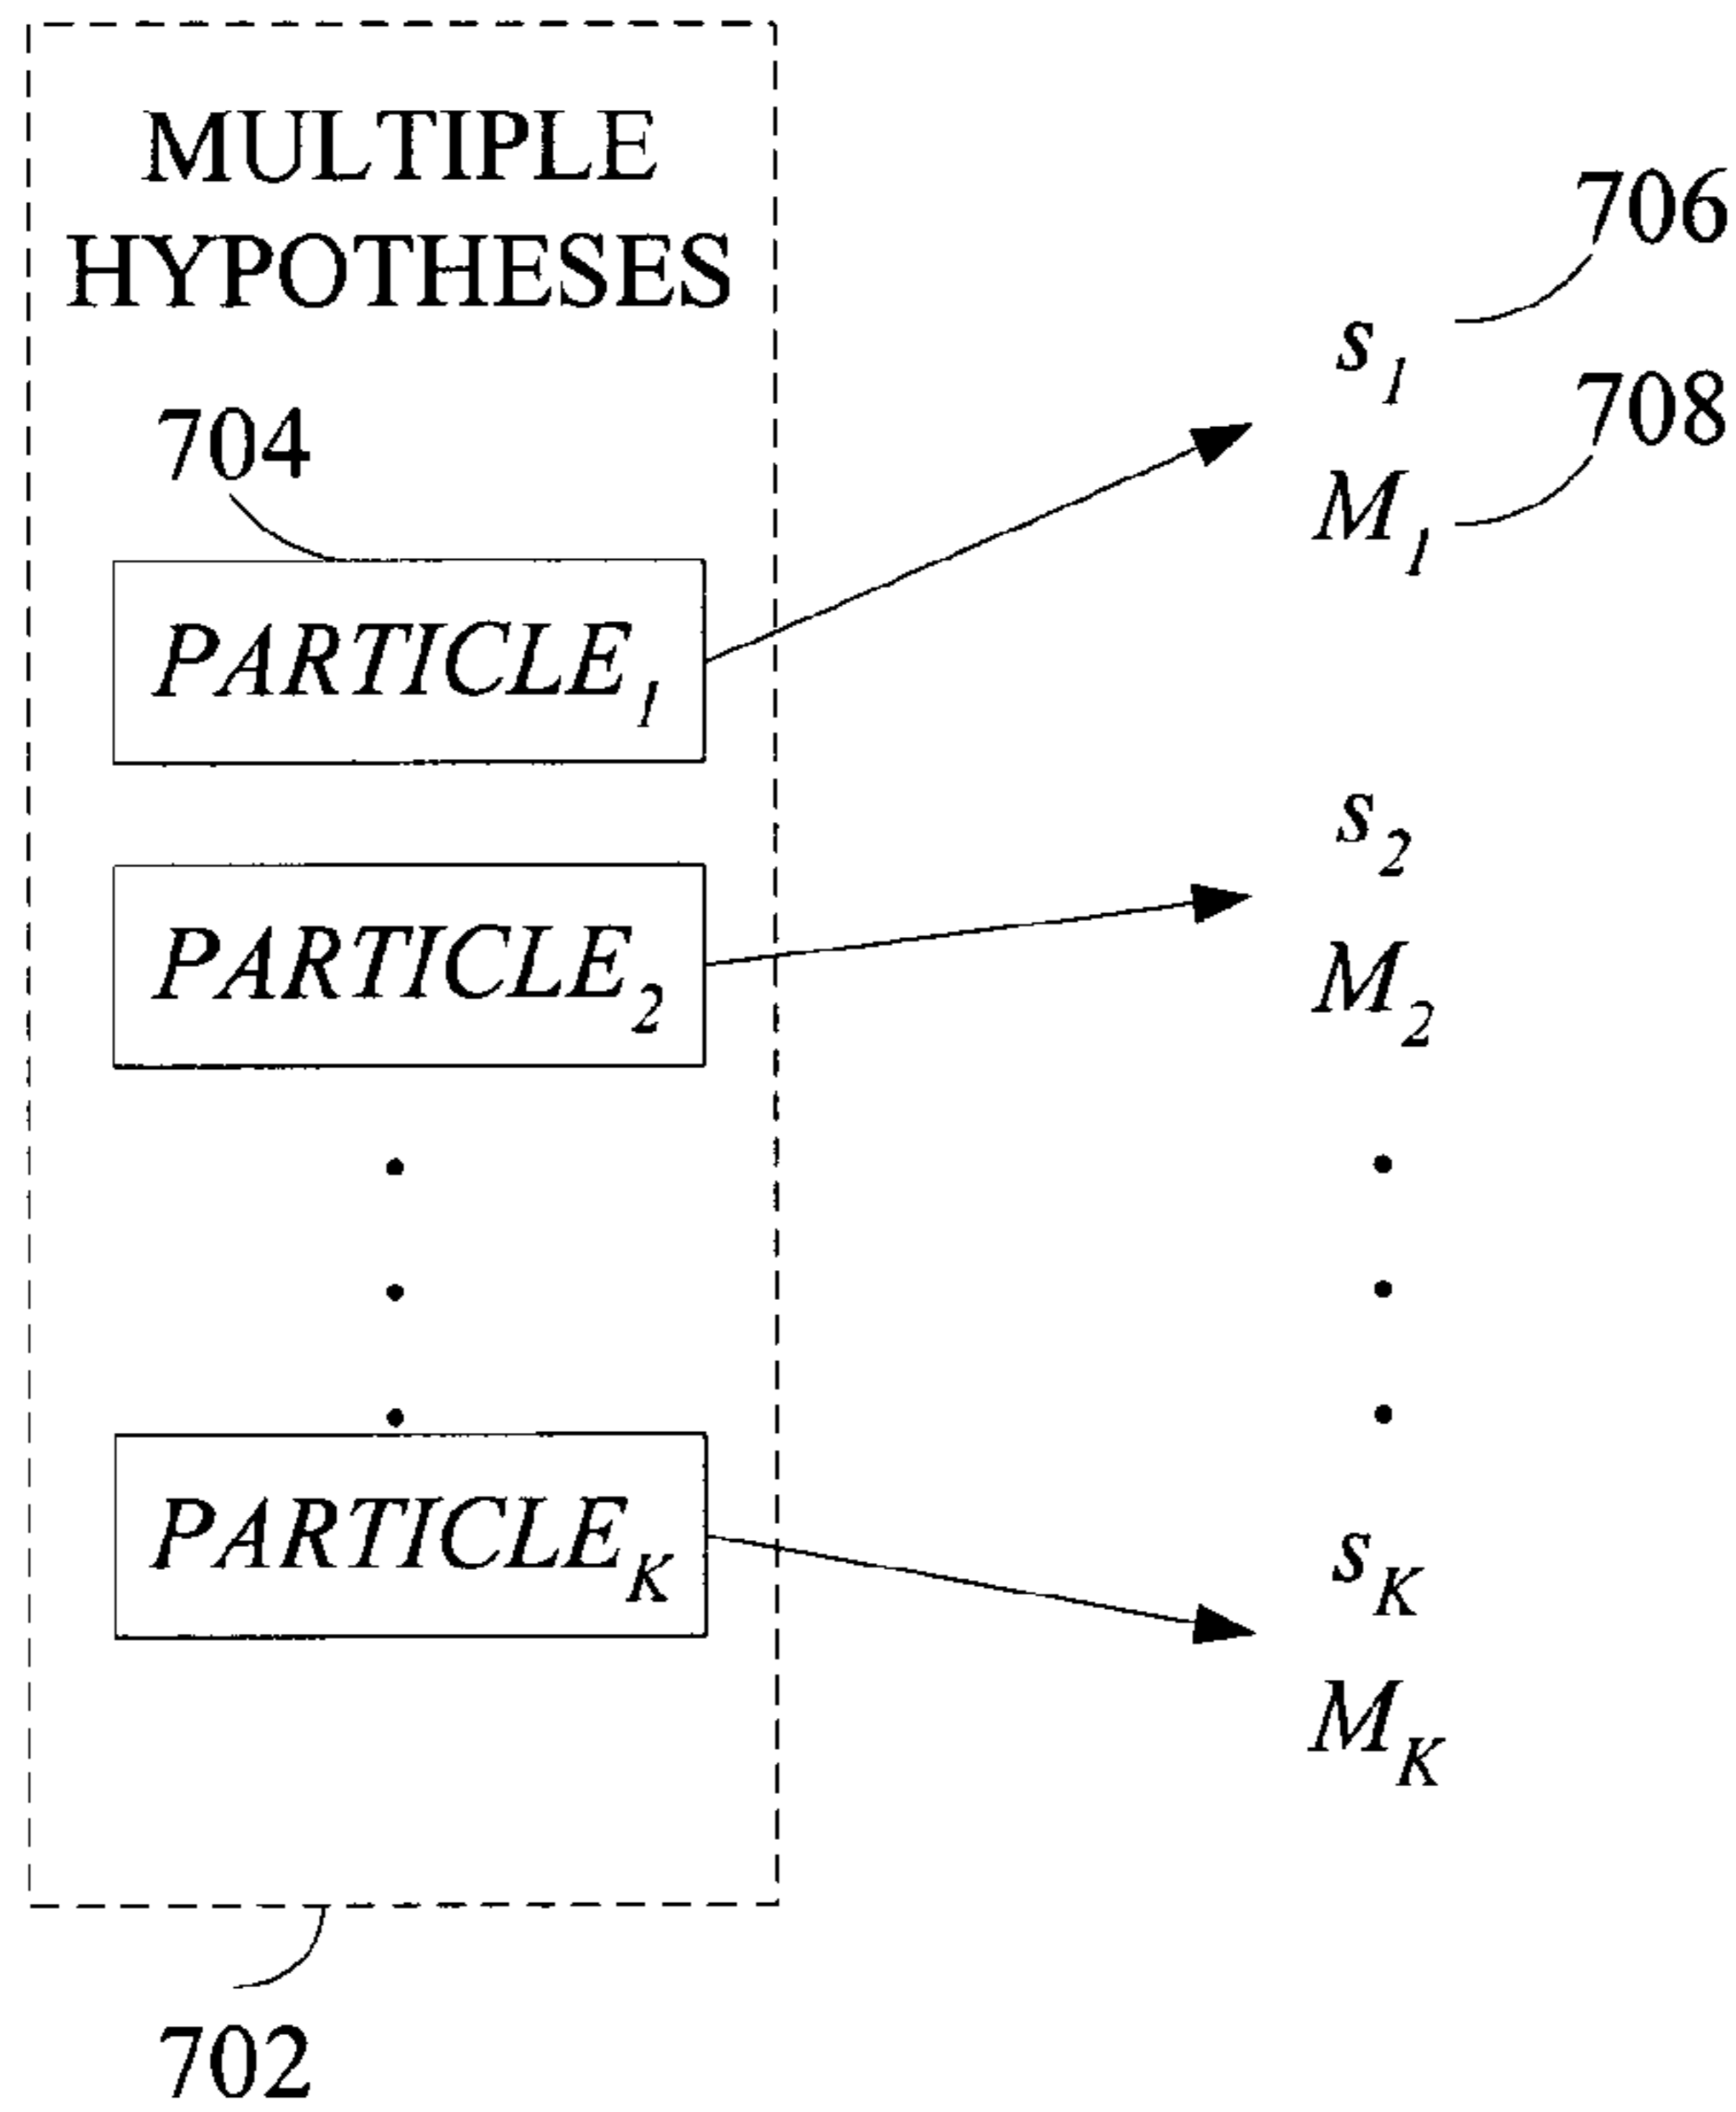 MULTIPLE
HYPOTHESES
706
s1
704
708
M1
PARTICLE1
s2
PARTICLE2
M2
sK
PARTICLEK
MK
702